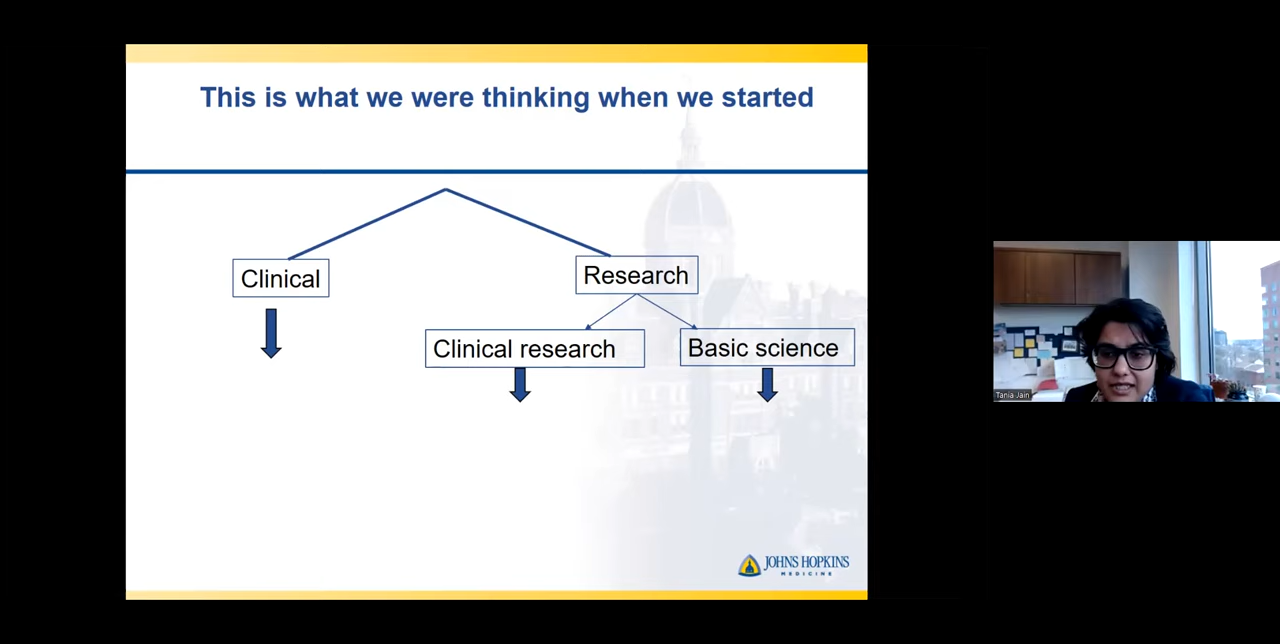 This is what we were thinking when we started
Clinical
Research
Clinical research
Basic science
JOHNS HOPKINS
MEDICINE
Tania Jain